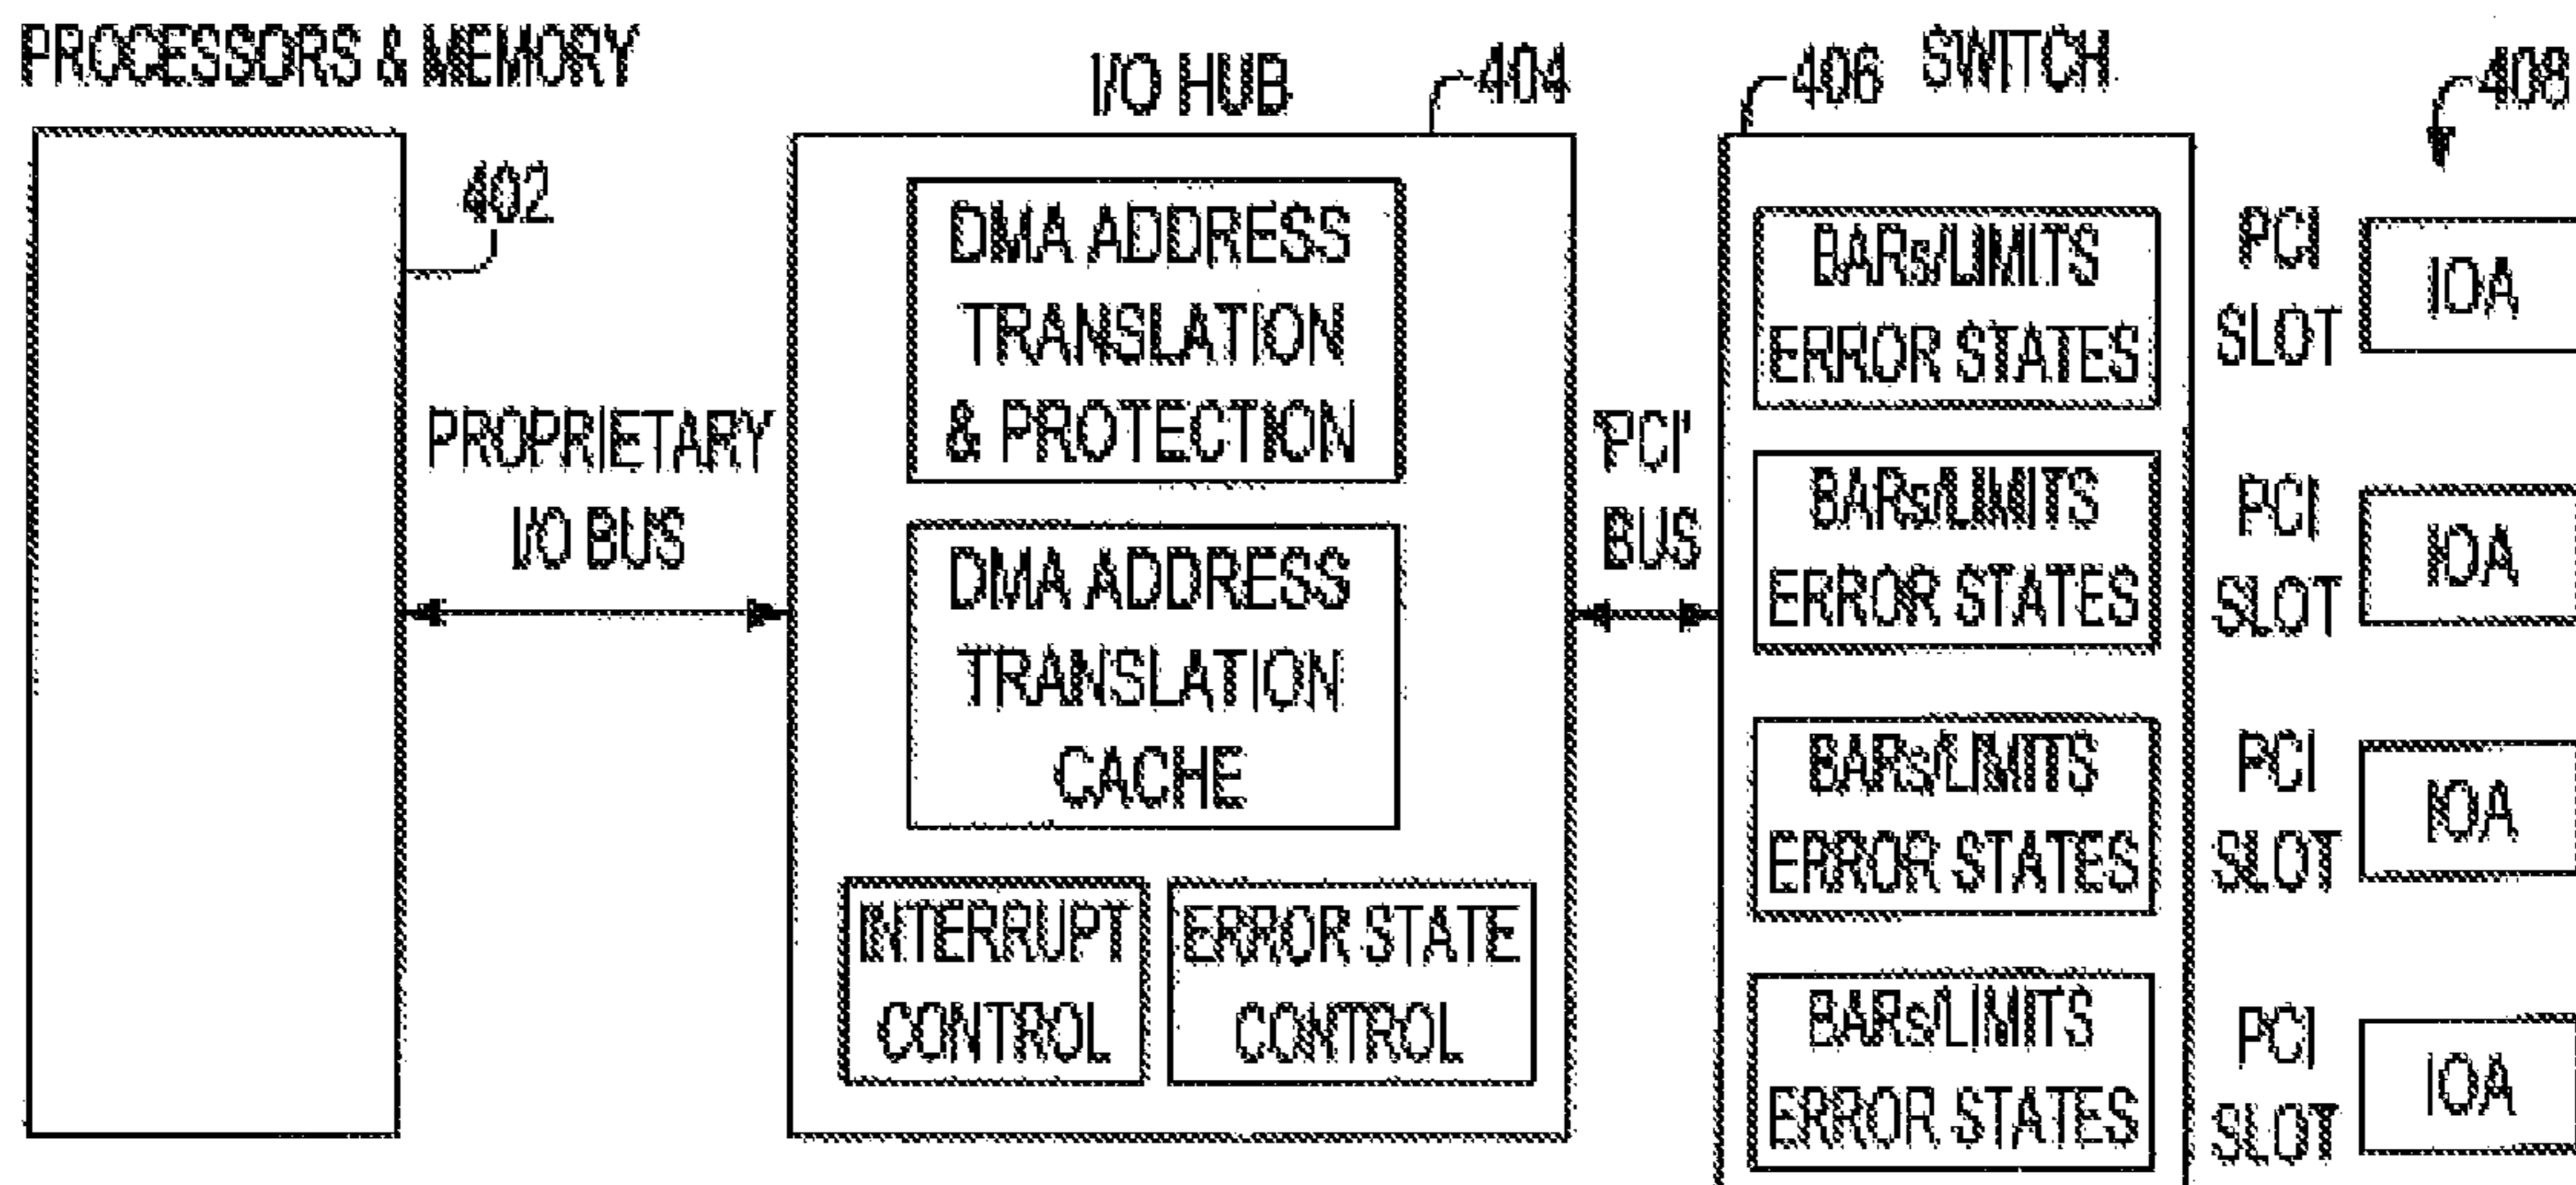 PROCESSORS & MEMORY
402
PROPRIETARY
I/O BUS
I/O HUB
404
DMA ADDRESS
TRANSLATION
& PROTECTION
DMA ADDRESS
TRANSLATION
CACHE
INTERRUPT
CONTROL
ERROR STATE
CONTROL
'PCI'
BUS
406
SWITCH
BARs/LIMITS
ERROR STATES
BARs/LIMITS
ERROR STATES
BARs/LIMITS
ERROR STATES
BARs/LIMITS
ERROR STATES
PCI
SLOT
IOA
PCI
SLOT
IOA
PCI
SLOT
IOA
PCI
SLOT
IOA